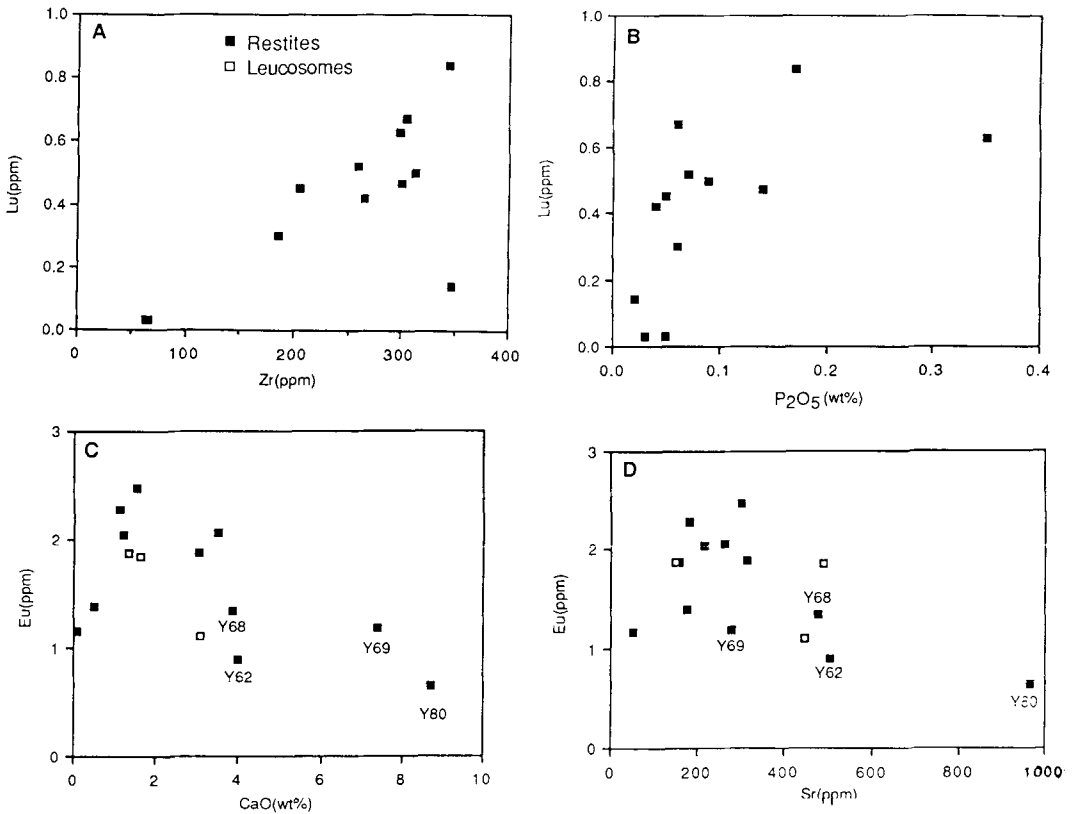 A
■ Restites
□ Leucosomes
1.0
0.8
0.6
0.4
0.2
0.0
Lu(ppm)
0
100
200
300
400
Zr(ppm)
B
1.0
0.8
0.6
0.4
0.2
0.0
Lu(ppm)
0.0
0.1
0.2
0.3
0.4
P2O5(wt%)
C
3
2
1
0
Eu(ppm)
Y68
Y62
Y69
Y80
0
2
4
6
8
10
CaO(wt%)
D
3
2
1
0
Eu(ppm)
Y68
Y69
Y62
Y80
0
200
400
600
800
1000
Sr(ppm)